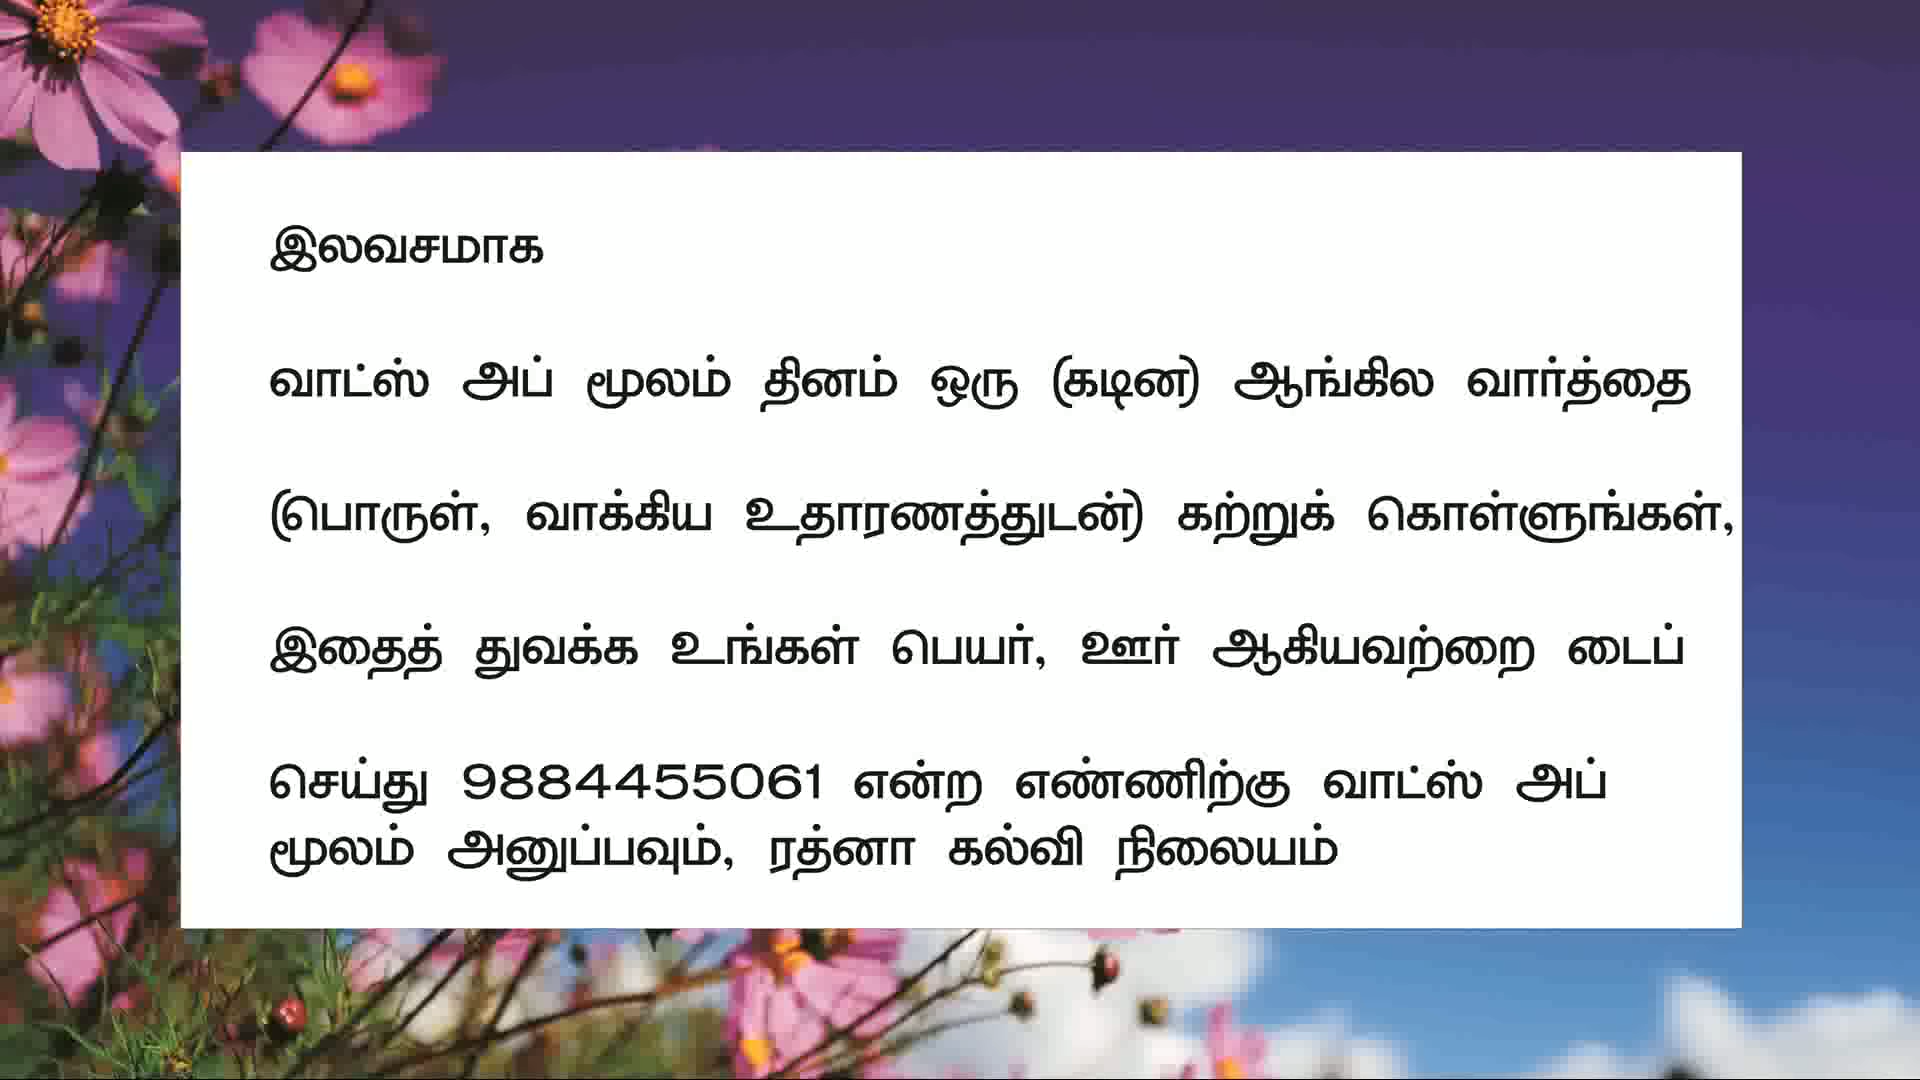 இலவசமாக
வாட்ஸ் அப் மூலம் தினம் ஒரு (கடின) ஆங்கில வார்த்தை
(பொருள், வாக்கிய உதாரணத்துடன்) கற்றுக் கொள்ளுங்கள்,
இதைத் துவக்க உங்கள் பெயர், ஊர் ஆகியவற்றை டைப்
செய்து 9884455061 என்ற எண்ணிற்கு வாட்ஸ் அப்
மூலம் அனுப்பவும், ரத்னா கல்வி நிலையம்